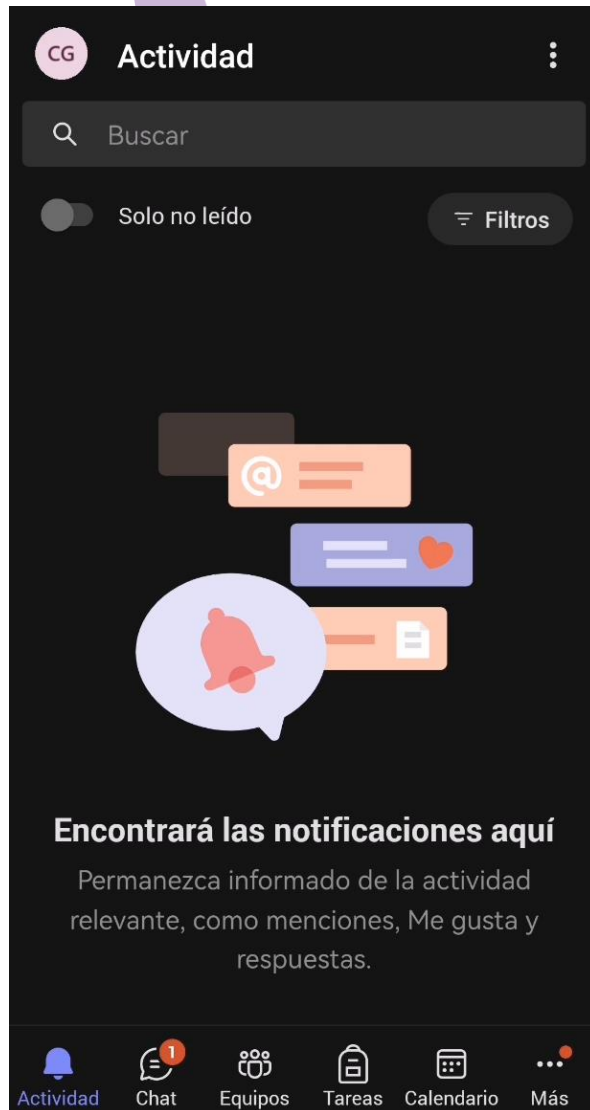 CG Actividad
Buscar
Solo no leído
Filtros
@
Encontrará las notificaciones aquí
Permanezca informado de la actividad
relevante, como menciones, Me gusta y
respuestas.
1
Actividad Chat Equipos Tareas Calendario Más